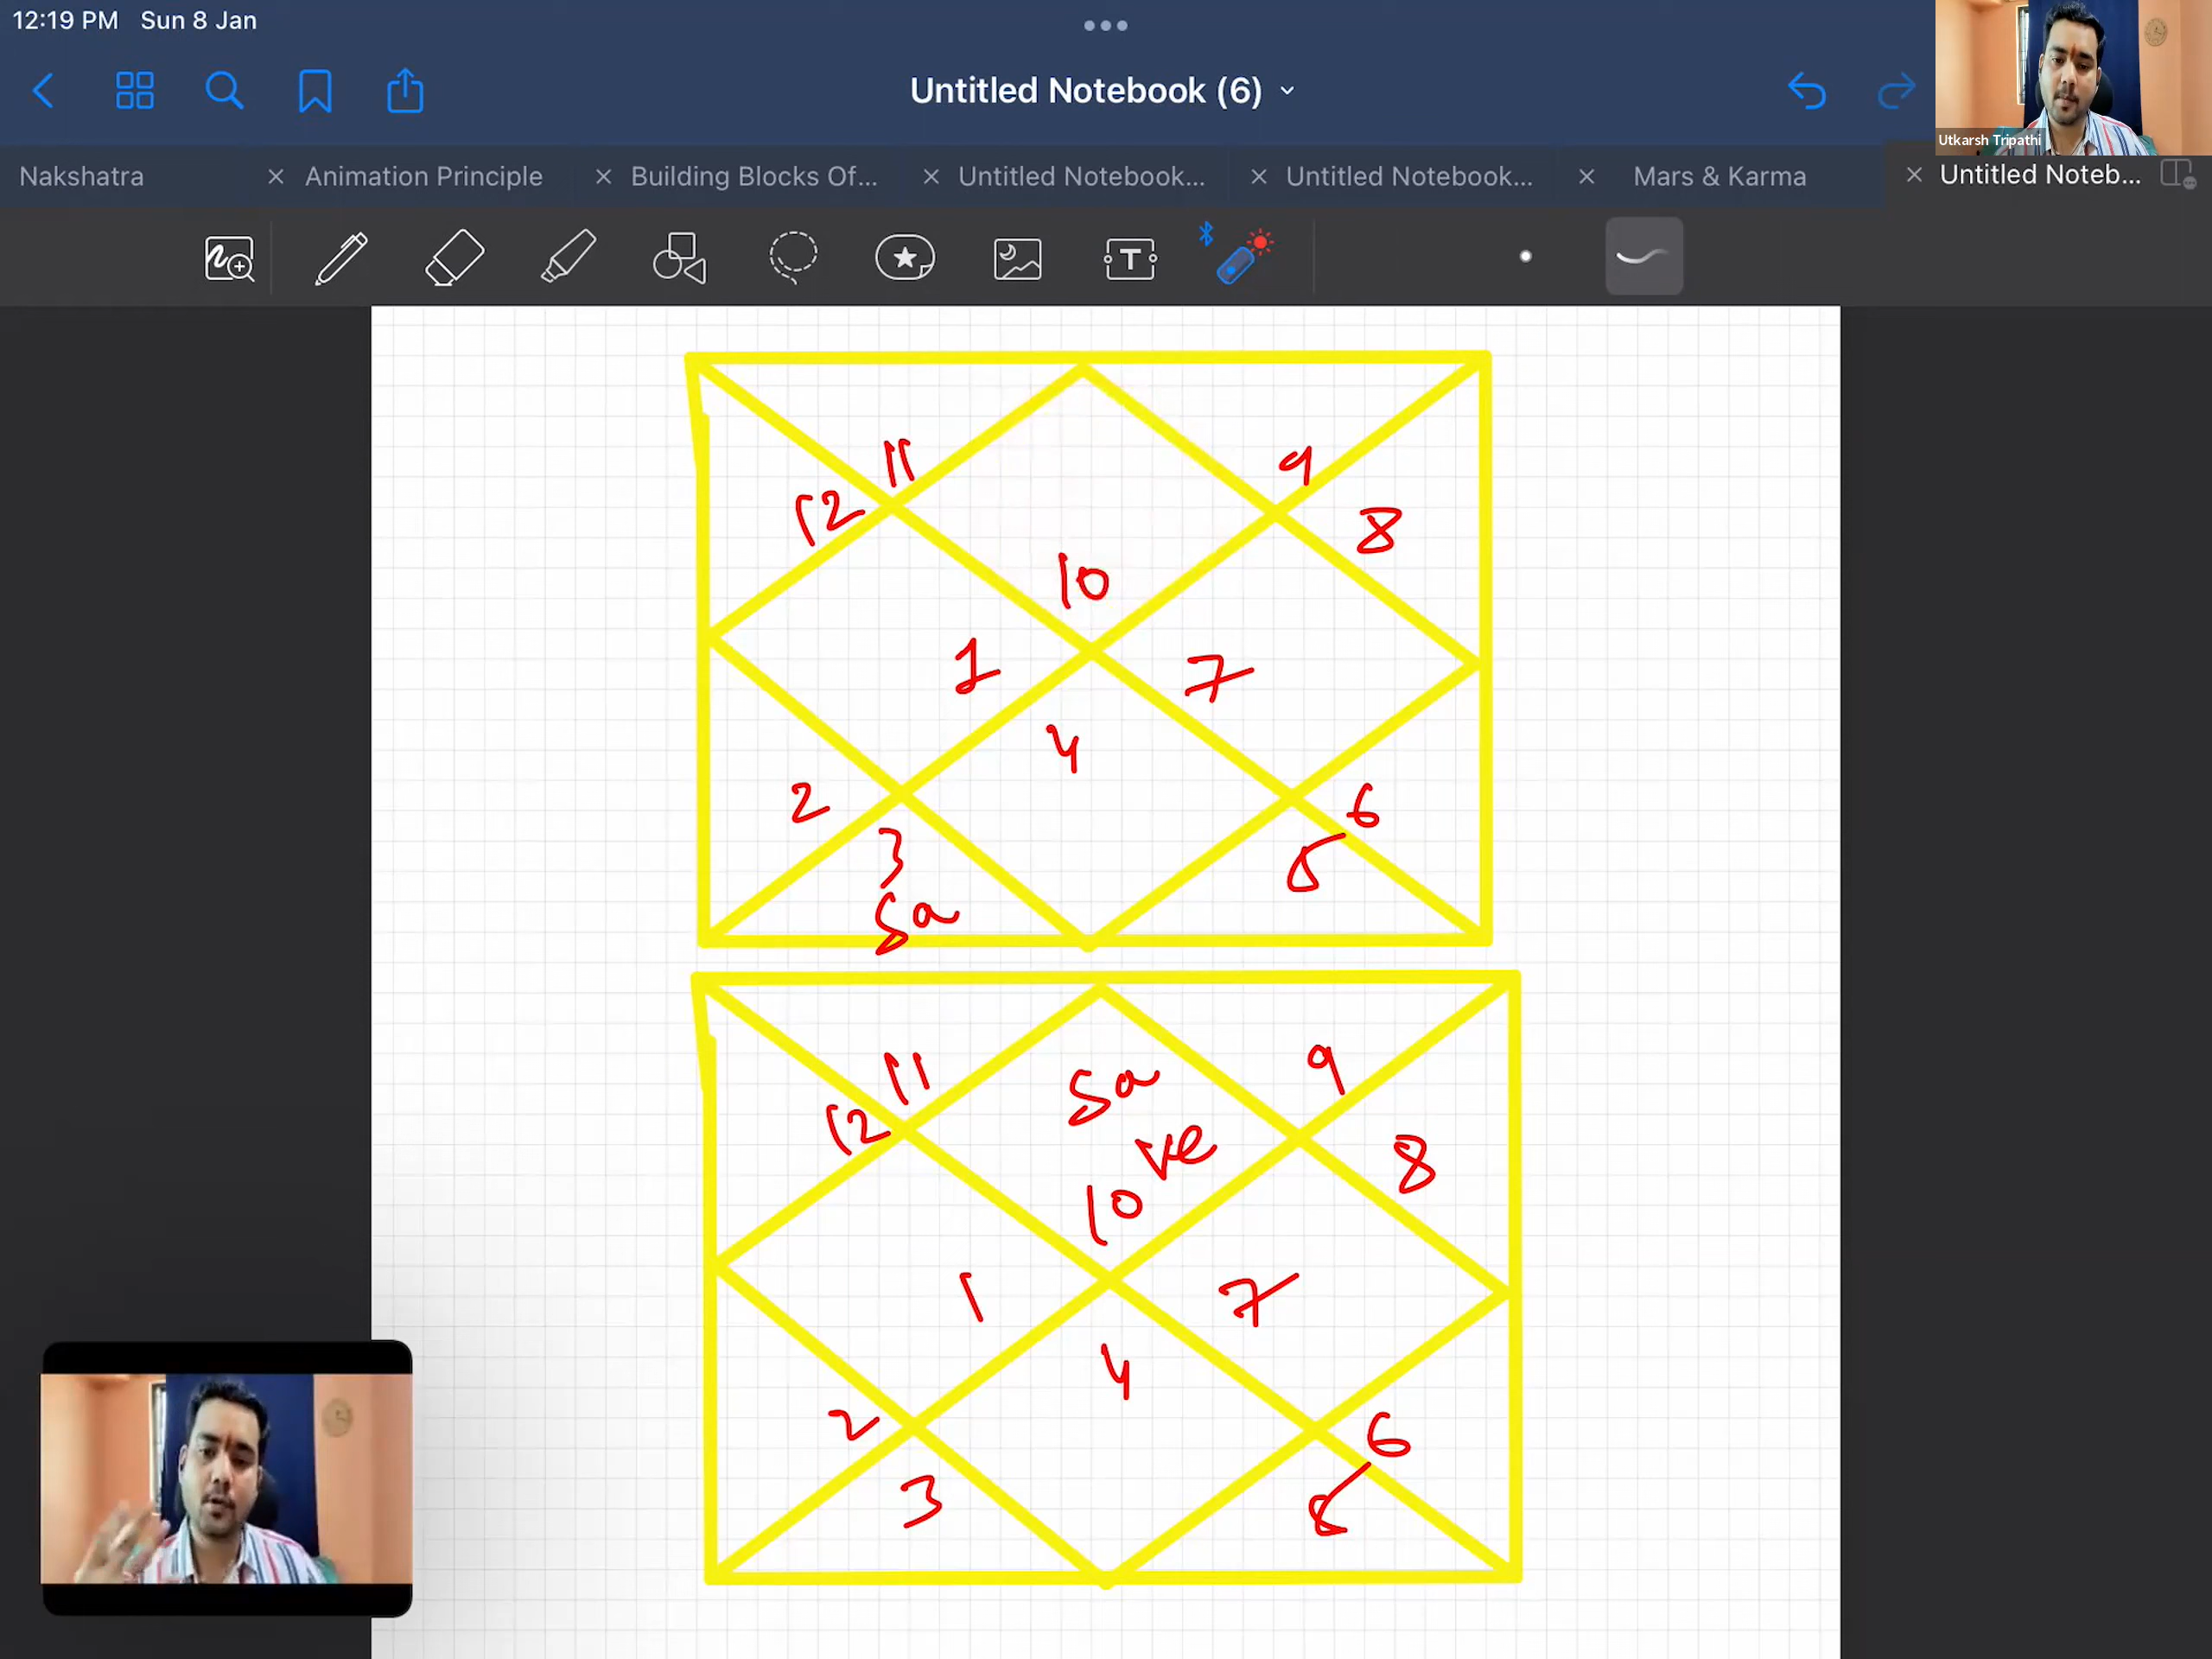 12:19 PM Sun 8 Jan
Untitled Notebook (6)
Utkarsh Tripathi
Nakshatra
Animation Principle
Building Blocks Of...
Untitled Notebook...
Untitled Notebook...
Mars & Karma
Untitled Noteb...
T
11
9
12
8
10
1
7
4
2
6
3
5
Sa
11
Sa
9
12
ve
8
10
1
7
4
2
6
3
5